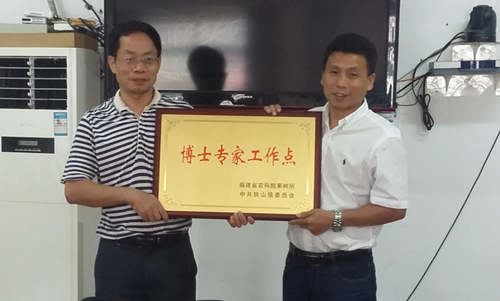 博士专家工作点
福建省农科院果树所
中共铁山镇委员会